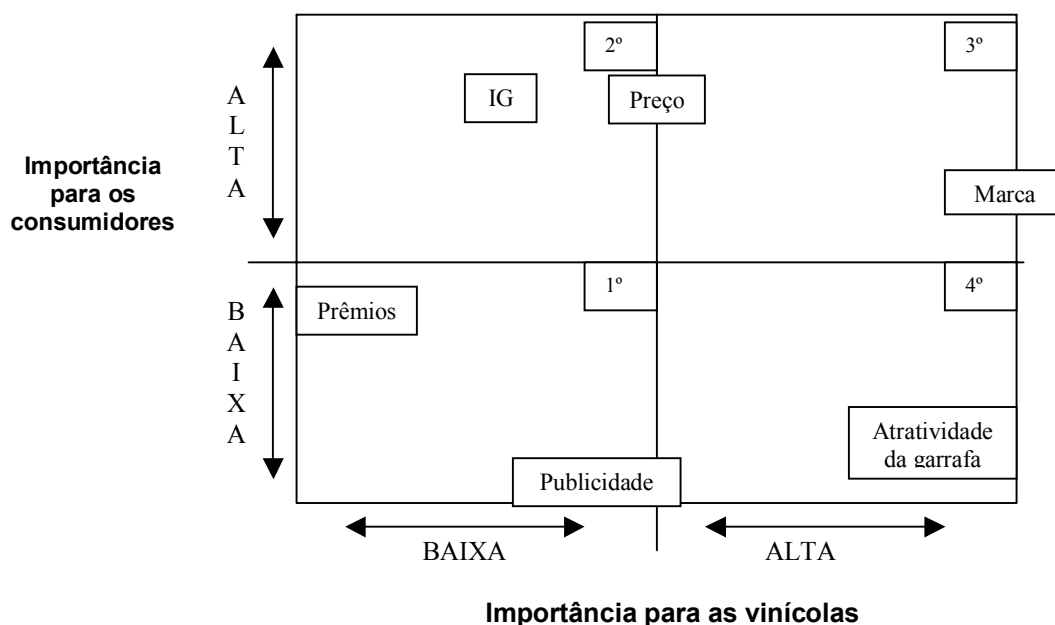 2º
3º
IG
Preço
A
L
T
A
Importância
para os
consumidores
Marca
1º
4º
Prêmios
B
A
I
X
A
Atratividade
da garrafa
Publicidade
BAIXA
ALTA
Importância para as vinícolas